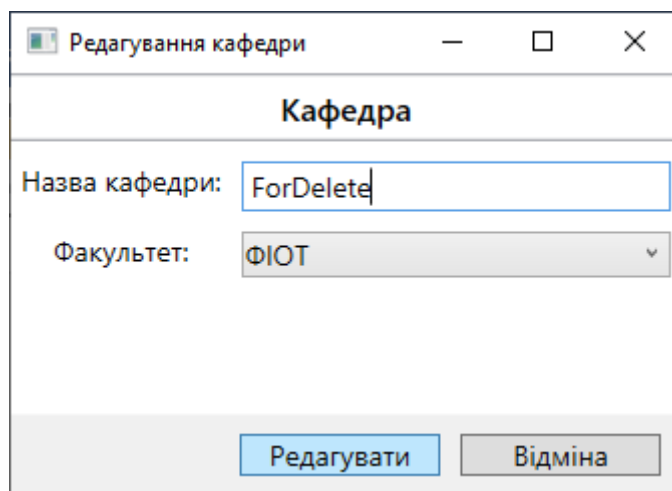 Редагування кафедри
Кафедра
Назва кафедри: ForDelete
Факультет: ФІОТ
Редагувати Відміна